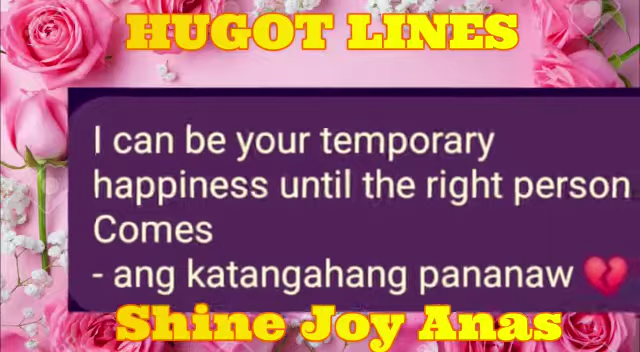 HUGOT LINES
I can be your temporary
happiness until the right person
Comes
- ang katangahang pananaw 💔
Shine Joy Anas